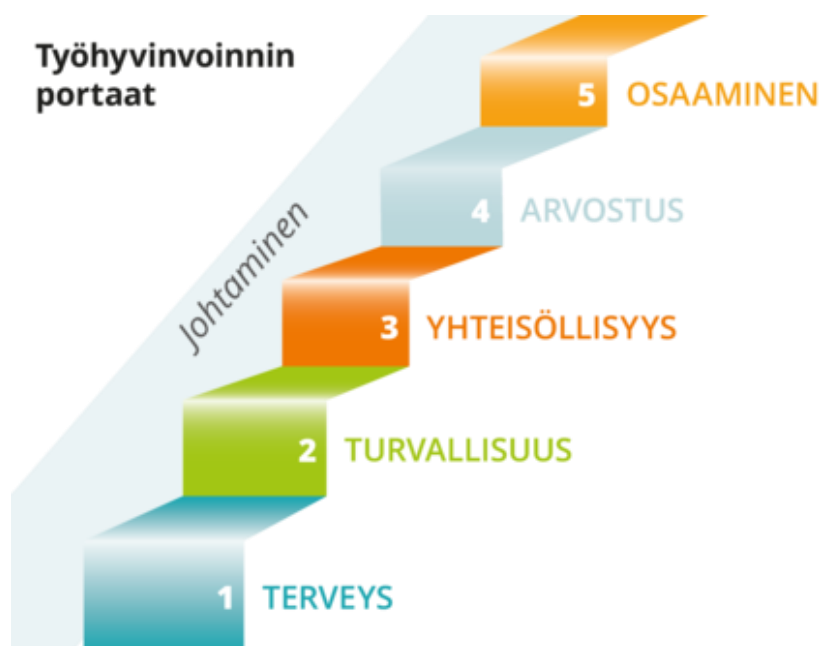 Työhyvinvoinnin
portaat
5 OSAAMINEN
4 ARVOSTUS
Johtaminen
3 YHTEISÖLLISYYS
2 TURVALLISUUS
1 TERVEYS